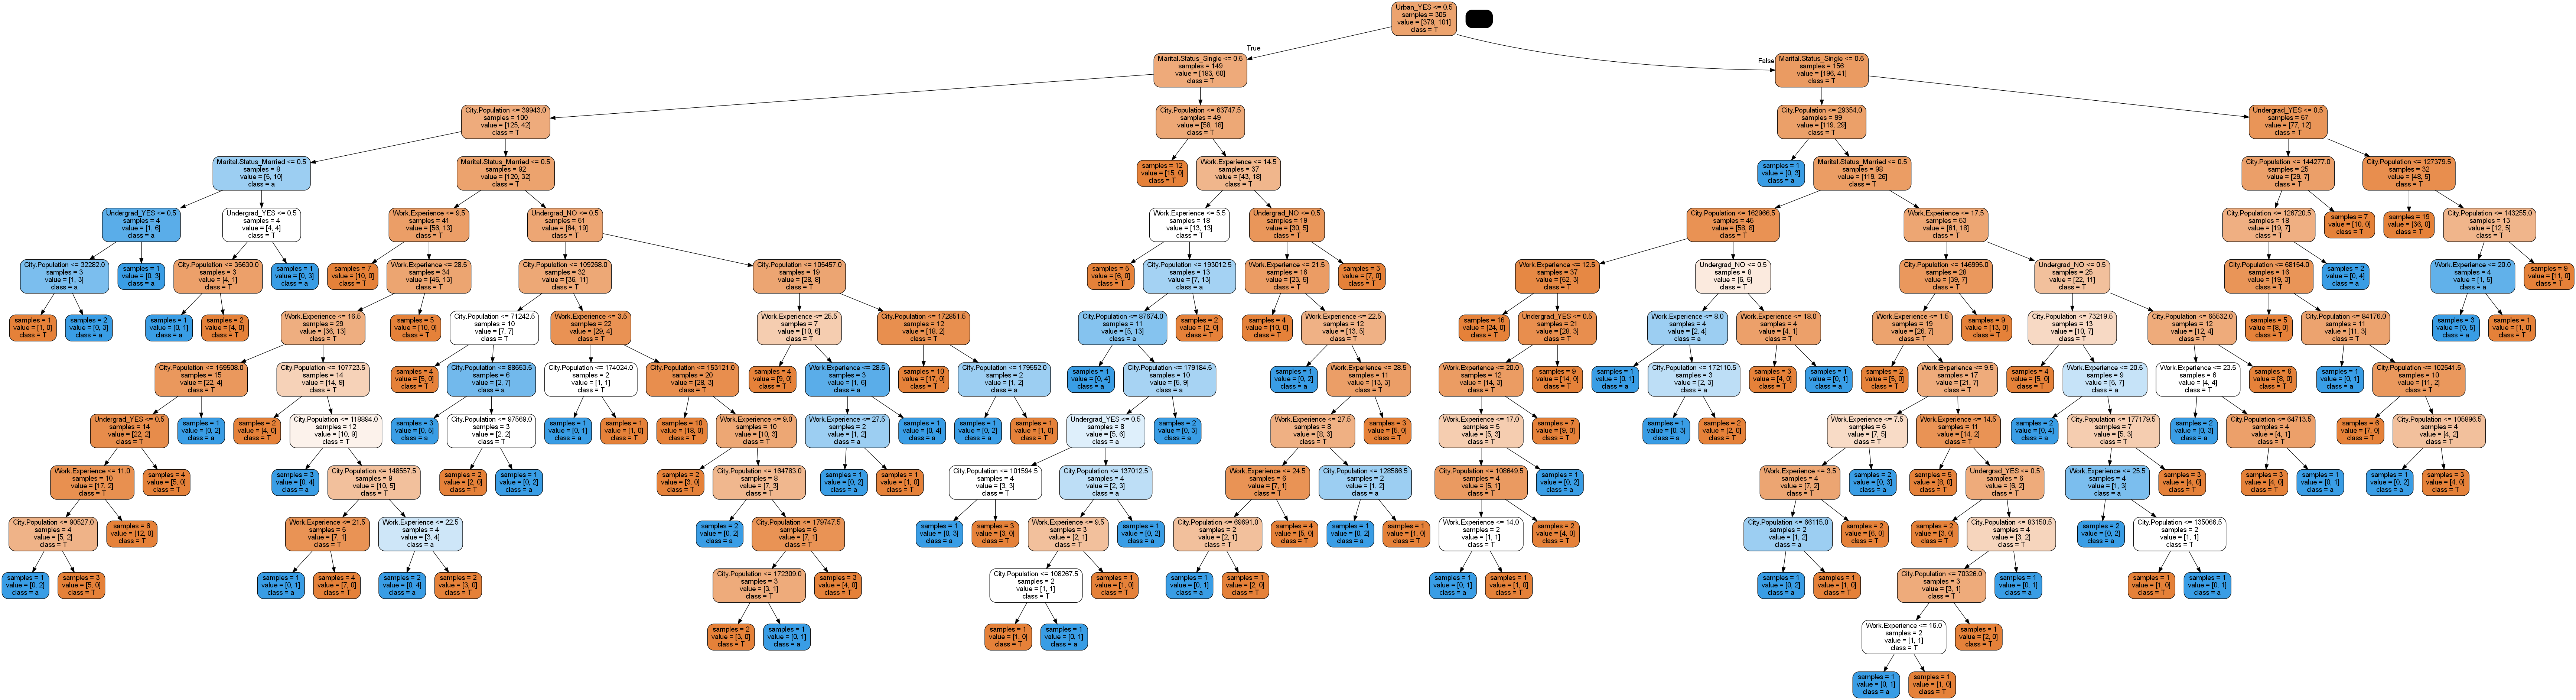 Urban_YES <= 0.5
samples = 305
value = [379, 101]
class = T
True
False
Marital.Status_Single <= 0.5
samples = 149
value = [183, 60]
class = T
Marital.Status_Single <= 0.5
samples = 156
value = [196, 41]
class = T
City.Population <= 39943.0
samples = 100
value = [125, 42]
class = T
City.Population <= 63747.5
samples = 49
value = [58, 18]
class = T
City.Population <= 29354.0
samples = 99
value = [119, 29]
class = T
Undergrad_YES <= 0.5
samples = 57
value = [77, 12]
class = T
Marital.Status_Married <= 0.5
samples = 8
value = [5, 10]
class = a
Marital.Status_Married <= 0.5
samples = 92
value = [120, 32]
class = T
samples = 12
value = [15, 0]
class = T
Work.Experience <= 14.5
samples = 37
value = [43, 18]
class = T
samples = 1
value = [0, 3]
class = a
Marital.Status_Married <= 0.5
samples = 98
value = [119, 26]
class = T
City.Population <= 144277.0
samples = 25
value = [29, 7]
class = T
City.Population <= 127379.5
samples = 32
value = [48, 5]
class = T
Undergrad_YES <= 0.5
samples = 4
value = [1, 6]
class = a
Undergrad_YES <= 0.5
samples = 4
value = [4, 4]
class = T
Work.Experience <= 9.5
samples = 41
value = [56, 13]
class = T
Undergrad_NO <= 0.5
samples = 51
value = [64, 19]
class = T
Work.Experience <= 5.5
samples = 18
value = [13, 13]
class = T
Undergrad_NO <= 0.5
samples = 19
value = [30, 5]
class = T
City.Population <= 162966.5
samples = 45
value = [58, 8]
class = T
Work.Experience <= 17.5
samples = 53
value = [61, 18]
class = T
City.Population <= 126720.5
samples = 18
value = [19, 7]
class = T
samples = 7
value = [10, 0]
class = T
samples = 19
value = [36, 0]
class = T
City.Population <= 143255.0
samples = 13
value = [12, 5]
class = T
City.Population <= 32282.0
samples = 3
value = [1, 3]
class = a
samples = 1
value = [0, 3]
class = a
City.Population <= 35630.0
samples = 3
value = [4, 1]
class = T
samples = 1
value = [0, 3]
class = a
samples = 7
value = [10, 0]
class = T
Work.Experience <= 28.5
samples = 34
value = [46, 13]
class = T
City.Population <= 109268.0
samples = 32
value = [36, 11]
class = T
City.Population <= 105457.0
samples = 19
value = [28, 8]
class = T
samples = 5
value = [6, 0]
class = T
City.Population <= 193012.5
samples = 13
value = [7, 13]
class = a
Work.Experience <= 21.5
samples = 16
value = [23, 5]
class = T
samples = 3
value = [7, 0]
class = T
Work.Experience <= 12.5
samples = 37
value = [52, 3]
class = T
Undergrad_NO <= 0.5
samples = 8
value = [6, 5]
class = T
City.Population <= 146995.0
samples = 28
value = [39, 7]
class = T
Undergrad_NO <= 0.5
samples = 25
value = [22, 11]
class = T
City.Population <= 68154.0
samples = 16
value = [19, 3]
class = T
samples = 2
value = [0, 4]
class = a
Work.Experience <= 20.0
samples = 4
value = [1, 5]
class = a
samples = 9
value = [11, 0]
class = T
samples = 1
value = [1, 0]
class = T
samples = 2
value = [0, 3]
class = a
samples = 1
value = [0, 1]
class = a
samples = 2
value = [4, 0]
class = T
Work.Experience <= 16.5
samples = 29
value = [36, 13]
class = T
samples = 5
value = [10, 0]
class = T
City.Population <= 71242.5
samples = 10
value = [7, 7]
class = T
Work.Experience <= 3.5
samples = 22
value = [29, 4]
class = T
Work.Experience <= 25.5
samples = 7
value = [10, 6]
class = T
City.Population <= 172851.5
samples = 12
value = [18, 2]
class = T
City.Population <= 87674.0
samples = 11
value = [5, 13]
class = a
samples = 2
value = [2, 0]
class = T
samples = 4
value = [10, 0]
class = T
Work.Experience <= 22.5
samples = 12
value = [13, 5]
class = T
samples = 16
value = [24, 0]
class = T
Undergrad_YES <= 0.5
samples = 21
value = [28, 3]
class = T
Work.Experience <= 8.0
samples = 4
value = [2, 4]
class = a
Work.Experience <= 18.0
samples = 4
value = [4, 1]
class = T
Work.Experience <= 1.5
samples = 19
value = [26, 7]
class = T
samples = 9
value = [13, 0]
class = T
City.Population <= 73219.5
samples = 13
value = [10, 7]
class = T
City.Population <= 65532.0
samples = 12
value = [12, 4]
class = T
samples = 5
value = [8, 0]
class = T
City.Population <= 84176.0
samples = 11
value = [11, 3]
class = T
samples = 3
value = [0, 5]
class = a
samples = 1
value = [1, 0]
class = T
City.Population <= 159508.0
samples = 15
value = [22, 4]
class = T
City.Population <= 107723.5
samples = 14
value = [14, 9]
class = T
samples = 4
value = [5, 0]
class = T
City.Population <= 88653.5
samples = 6
value = [2, 7]
class = a
City.Population <= 174024.0
samples = 2
value = [1, 1]
class = T
City.Population <= 153121.0
samples = 20
value = [28, 3]
class = T
samples = 4
value = [9, 0]
class = T
Work.Experience <= 28.5
samples = 3
value = [1, 6]
class = a
samples = 10
value = [17, 0]
class = T
City.Population <= 179552.0
samples = 2
value = [1, 2]
class = a
samples = 1
value = [0, 4]
class = a
City.Population <= 179184.5
samples = 10
value = [5, 9]
class = a
samples = 1
value = [0, 2]
class = a
Work.Experience <= 28.5
samples = 11
value = [13, 3]
class = T
Work.Experience <= 20.0
samples = 12
value = [14, 3]
class = T
samples = 9
value = [14, 0]
class = T
samples = 1
value = [0, 1]
class = a
City.Population <= 172110.5
samples = 3
value = [2, 3]
class = a
samples = 3
value = [4, 0]
class = T
samples = 1
value = [0, 1]
class = a
samples = 2
value = [5, 0]
class = T
Work.Experience <= 9.5
samples = 17
value = [21, 7]
class = T
samples = 4
value = [5, 0]
class = T
Work.Experience <= 20.5
samples = 9
value = [5, 7]
class = a
Work.Experience <= 23.5
samples = 6
value = [4, 4]
class = T
samples = 6
value = [8, 0]
class = T
samples = 1
value = [0, 1]
class = a
City.Population <= 102541.5
samples = 10
value = [11, 2]
class = T
Undergrad_YES <= 0.5
samples = 14
value = [22, 2]
class = T
samples = 1
value = [0, 2]
class = a
samples = 2
value = [4, 0]
class = T
City.Population <= 118894.0
samples = 12
value = [10, 9]
class = T
samples = 3
value = [0, 5]
class = a
City.Population <= 97569.0
samples = 3
value = [2, 2]
class = T
samples = 1
value = [0, 1]
class = a
samples = 1
value = [1, 0]
class = T
samples = 10
value = [18, 0]
class = T
Work.Experience <= 9.0
samples = 10
value = [10, 3]
class = T
Work.Experience <= 27.5
samples = 2
value = [1, 2]
class = a
samples = 1
value = [0, 4]
class = a
samples = 1
value = [0, 2]
class = a
samples = 1
value = [1, 0]
class = T
Undergrad_YES <= 0.5
samples = 8
value = [5, 6]
class = a
samples = 2
value = [0, 3]
class = a
Work.Experience <= 27.5
samples = 8
value = [8, 3]
class = T
samples = 3
value = [5, 0]
class = T
Work.Experience <= 17.0
samples = 5
value = [5, 3]
class = T
samples = 7
value = [9, 0]
class = T
samples = 1
value = [0, 3]
class = a
samples = 2
value = [2, 0]
class = T
Work.Experience <= 7.5
samples = 6
value = [7, 5]
class = T
Work.Experience <= 14.5
samples = 11
value = [14, 2]
class = T
samples = 2
value = [0, 4]
class = a
City.Population <= 177179.5
samples = 7
value = [5, 3]
class = T
samples = 2
value = [0, 3]
class = a
City.Population <= 64713.5
samples = 4
value = [4, 1]
class = T
samples = 6
value = [7, 0]
class = T
City.Population <= 105896.5
samples = 4
value = [4, 2]
class = T
Work.Experience <= 11.0
samples = 10
value = [17, 2]
class = T
samples = 4
value = [5, 0]
class = T
samples = 3
value = [0, 4]
class = a
City.Population <= 148557.5
samples = 9
value = [10, 5]
class = T
samples = 2
value = [2, 0]
class = T
samples = 1
value = [0, 2]
class = a
samples = 2
value = [3, 0]
class = T
City.Population <= 164783.0
samples = 8
value = [7, 3]
class = T
samples = 1
value = [0, 2]
class = a
samples = 1
value = [1, 0]
class = T
City.Population <= 101594.5
samples = 4
value = [3, 3]
class = T
City.Population <= 137012.5
samples = 4
value = [2, 3]
class = a
Work.Experience <= 24.5
samples = 6
value = [7, 1]
class = T
City.Population <= 128586.5
samples = 2
value = [1, 2]
class = a
City.Population <= 108649.5
samples = 4
value = [5, 1]
class = T
samples = 1
value = [0, 2]
class = a
Work.Experience <= 3.5
samples = 4
value = [7, 2]
class = T
samples = 2
value = [0, 3]
class = a
samples = 5
value = [8, 0]
class = T
Undergrad_YES <= 0.5
samples = 6
value = [6, 2]
class = T
Work.Experience <= 25.5
samples = 4
value = [1, 3]
class = a
samples = 3
value = [4, 0]
class = T
samples = 3
value = [4, 0]
class = T
samples = 1
value = [0, 1]
class = a
samples = 1
value = [0, 2]
class = a
samples = 3
value = [4, 0]
class = T
City.Population <= 90527.0
samples = 4
value = [5, 2]
class = T
samples = 6
value = [12, 0]
class = T
Work.Experience <= 21.5
samples = 5
value = [7, 1]
class = T
Work.Experience <= 22.5
samples = 4
value = [3, 4]
class = a
samples = 2
value = [0, 2]
class = a
City.Population <= 179747.5
samples = 6
value = [7, 1]
class = T
samples = 1
value = [0, 3]
class = a
samples = 3
value = [3, 0]
class = T
Work.Experience <= 9.5
samples = 3
value = [2, 1]
class = T
samples = 1
value = [0, 2]
class = a
City.Population <= 69691.0
samples = 2
value = [2, 1]
class = T
samples = 4
value = [5, 0]
class = T
samples = 1
value = [0, 2]
class = a
samples = 1
value = [1, 0]
class = T
Work.Experience <= 14.0
samples = 2
value = [1, 1]
class = T
samples = 2
value = [4, 0]
class = T
City.Population <= 66115.0
samples = 2
value = [1, 2]
class = a
samples = 2
value = [6, 0]
class = T
samples = 2
value = [3, 0]
class = T
City.Population <= 83150.5
samples = 4
value = [3, 2]
class = T
samples = 2
value = [0, 2]
class = a
City.Population <= 135066.5
samples = 2
value = [1, 1]
class = T
samples = 1
value = [0, 2]
class = a
samples = 3
value = [5, 0]
class = T
samples = 1
value = [0, 1]
class = a
samples = 4
value = [7, 0]
class = T
samples = 2
value = [0, 4]
class = a
samples = 2
value = [3, 0]
class = T
City.Population <= 172309.0
samples = 3
value = [3, 1]
class = T
samples = 3
value = [4, 0]
class = T
City.Population <= 108267.5
samples = 2
value = [1, 1]
class = T
samples = 1
value = [1, 0]
class = T
samples = 1
value = [0, 1]
class = a
samples = 1
value = [2, 0]
class = T
samples = 1
value = [0, 1]
class = a
samples = 1
value = [1, 0]
class = T
samples = 1
value = [0, 2]
class = a
samples = 1
value = [1, 0]
class = T
City.Population <= 70326.0
samples = 3
value = [3, 1]
class = T
samples = 1
value = [0, 1]
class = a
samples = 1
value = [1, 0]
class = T
samples = 1
value = [0, 1]
class = a
samples = 2
value = [3, 0]
class = T
samples = 1
value = [0, 1]
class = a
samples = 1
value = [1, 0]
class = T
samples = 1
value = [0, 1]
class = a
Work.Experience <= 16.0
samples = 2
value = [1, 1]
class = T
samples = 1
value = [2, 0]
class = T
samples = 1
value = [0, 1]
class = a
samples = 1
value = [1, 0]
class = T